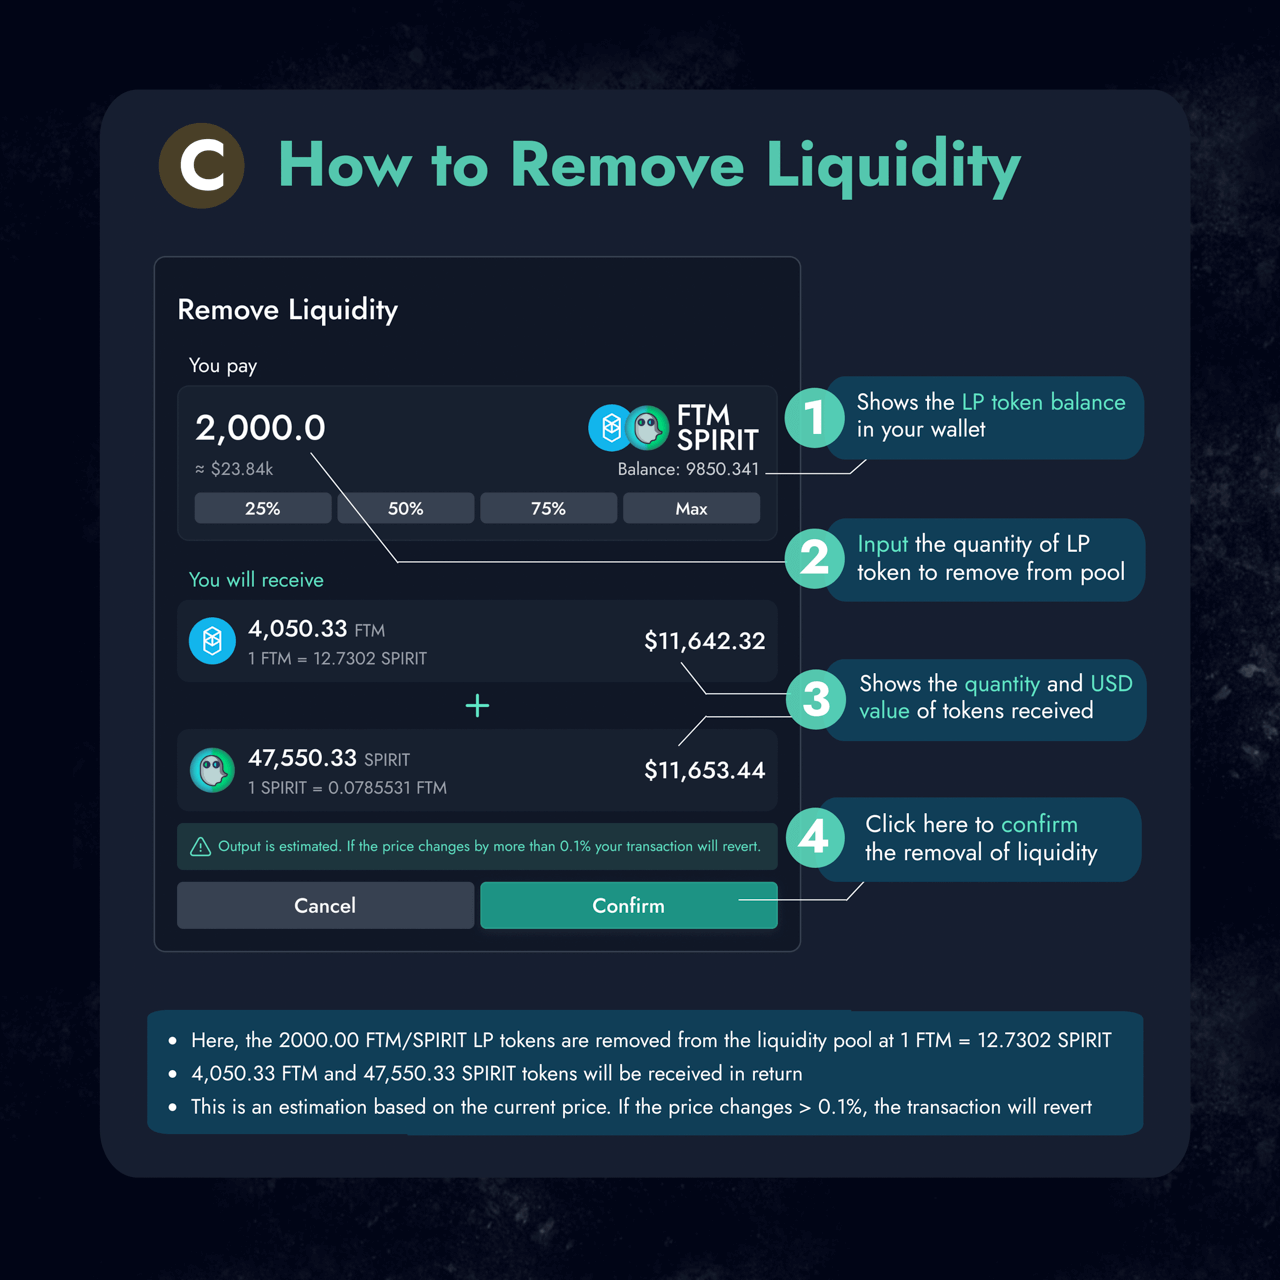 C How to Remove Liquidity
Remove Liquidity
You pay
2,000.0
FTM
SPIRIT
≈ $23.84k
Balance: 9850.341
25% 50% 75% Max
1
Shows the LP token balance
in your wallet
2
Input the quantity of LP
token to remove from pool
You will receive
4,050.33 FTM
1 FTM = 12.7302 SPIRIT
$11,642.32
+
47,550.33 SPIRIT
1 SPIRIT = 0.0785531 FTM
$11,653.44
3
Shows the quantity and USD
value of tokens received
Output is estimated. If the price changes by more than 0.1% your transaction will revert.
Cancel Confirm
4
Click here to confirm
the removal of liquidity
• Here, the 2000.00 FTM/SPIRIT LP tokens are removed from the liquidity pool at 1 FTM = 12.7302 SPIRIT
• 4,050.33 FTM and 47,550.33 SPIRIT tokens will be received in return
• This is an estimation based on the current price. If the price changes > 0.1%, the transaction will revert